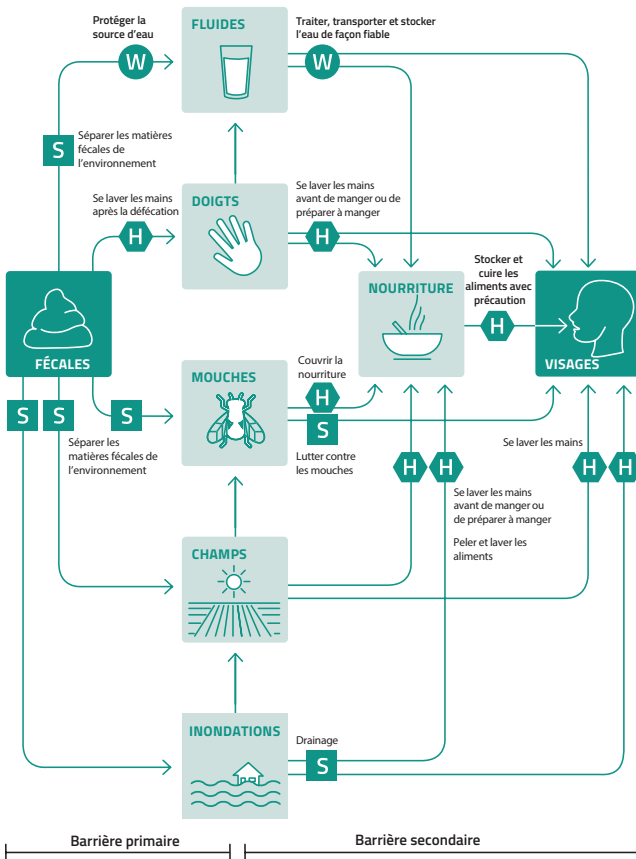 Protéger la
source d'eau
W
FLUIDES
Traiter, transporter et stocker
l'eau de façon fiable
W
S
Séparer les matières
fécales de
l'environnement
Se laver les mains
après la défécation
H
DOIGTS
Se laver les mains
avant de manger ou de
préparer à manger
H
FÉCALES
NOURRITURE
Stocker et
cuire les
aliments avec
précaution
H
VISAGES
S
S
S
Séparer les
matières fécales de
l'environnement
MOUCHES
Couvrir la
nourriture
H
S
Lutter contre
les mouches
H
H
Se laver les mains
avant de manger ou
de préparer à manger
Peler et laver les
aliments
Se laver les mains
H
H
CHAMPS
INONDATIONS
Drainage
S
Barrière primaire
Barrière secondaire